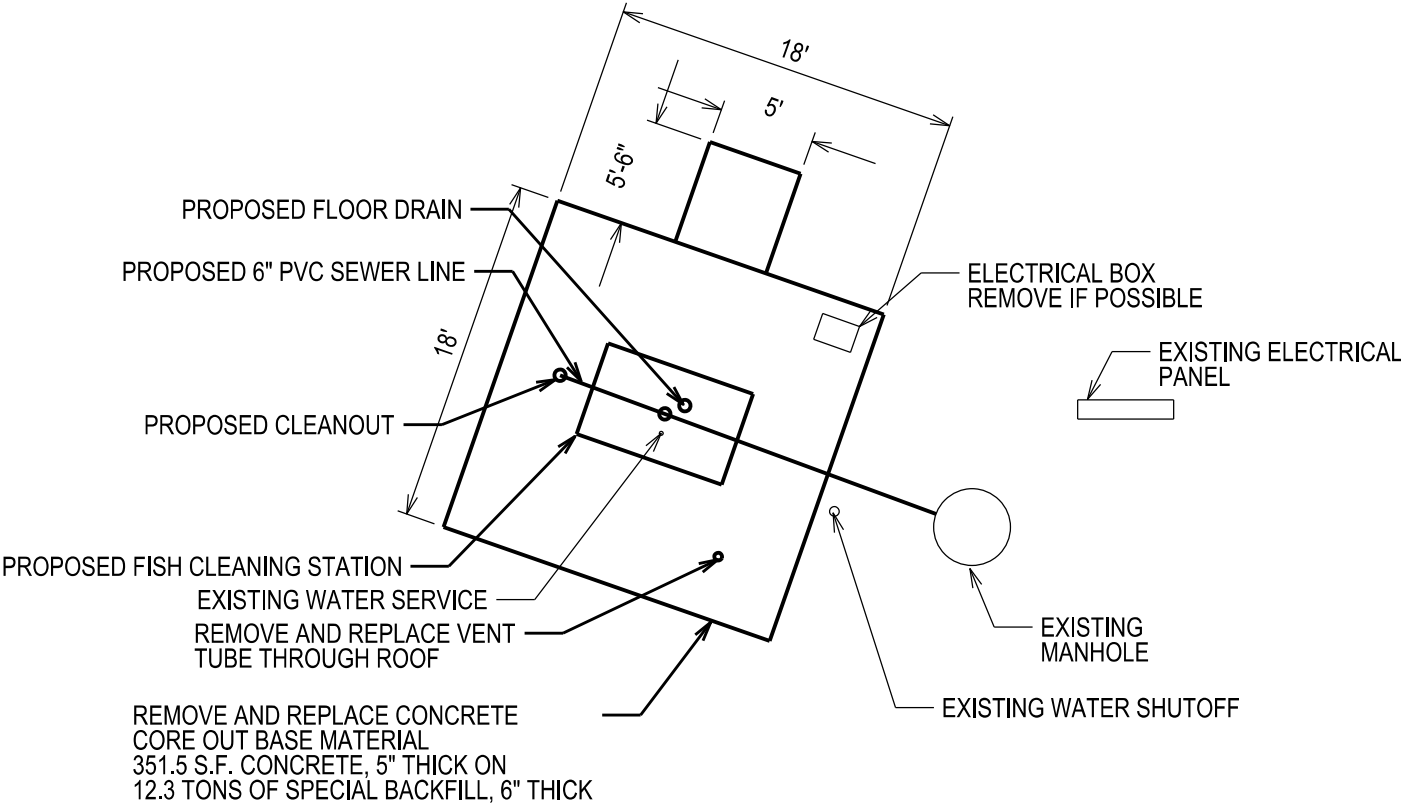 18'
5'
5'-6"
PROPOSED FLOOR DRAIN
PROPOSED 6" PVC SEWER LINE
ELECTRICAL BOX
REMOVE IF POSSIBLE
18'
EXISTING ELECTRICAL
PANEL
PROPOSED CLEANOUT
PROPOSED FISH CLEANING STATION
EXISTING WATER SERVICE
REMOVE AND REPLACE VENT
TUBE THROUGH ROOF
EXISTING
MANHOLE
EXISTING WATER SHUTOFF
REMOVE AND REPLACE CONCRETE
CORE OUT BASE MATERIAL
351.5 S.F. CONCRETE, 5" THICK ON
12.3 TONS OF SPECIAL BACKFILL, 6" THICK